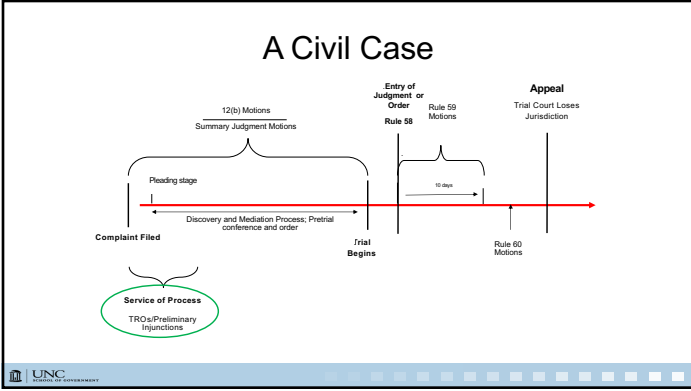 A Civil Case
12(b) Motions
Summary Judgment Motions
.Entry of
Judgment or
Order
Rule 58
Rule 59
Motions
Appeal
Trial Court Loses
Jurisdiction
Pleading stage
10 days
Discovery and Mediation Process; Pretrial
conference and order
Complaint Filed
Trial
Begins
Rule 60
Motions
Service of Process
TROs/Preliminary
Injunctions
UNC
SCHOOL OF GOVERNMENT